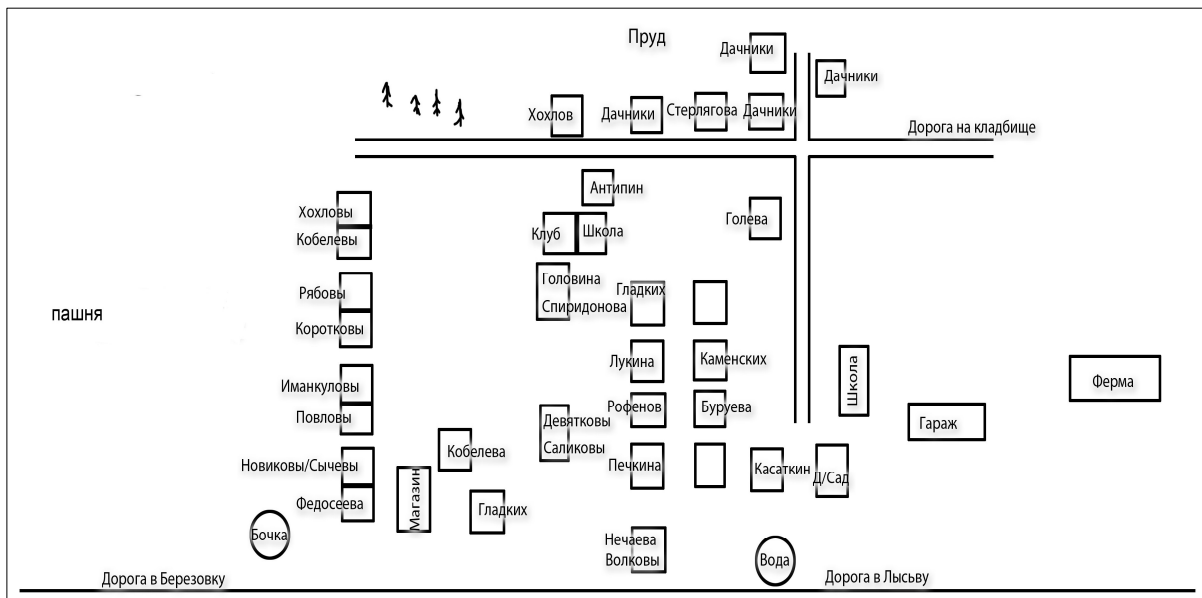 Пруд
Дачники
Дачники
Хохлов
Дачники
Стерлягова
Дачники
Дорога на кладбище
Антипин
Хохловы
Кобелевы
Клуб
Школа
Голева
Рябовы
Коротковы
Головина
Спиридонова
Гладких
пашня
Лукина
Каменских
Школа
Ферма
Иманкуловы
Повловы
Рофенов
Буруева
Гараж
Девятковы
Саликовы
Кобелева
Новиковы/Сычевы
Федосеева
Магазин
Печкина
Касаткин
Д/Сад
Гладких
Бочка
Нечаева
Волковы
Вода
Дорога в Березовку
Дорога в Лысьву